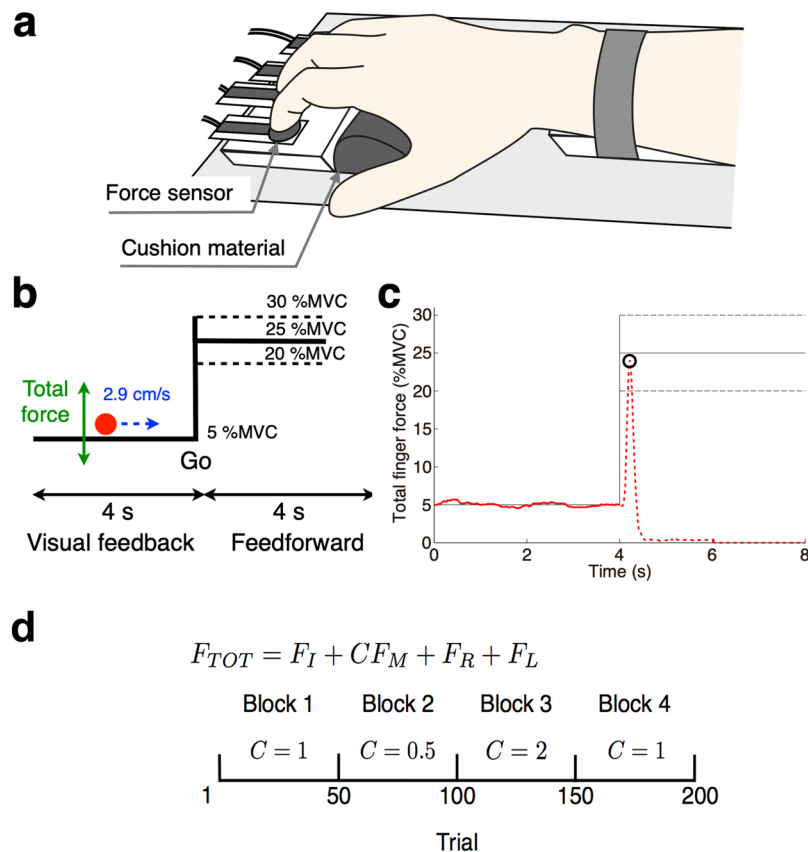 a
Force sensor
Cushion material
b
30 %MVC
25 %MVC
20 %MVC
Total
force
2.9 cm/s
5 %MVC
Go
4 s
4 s
Visual feedback
Feedforward
c
Total finger force (%MVC)
30
25
20
15
10
5
0
0
2
4
6
8
Time (s)
d
F_{TOT} = F_I + CF_M + F_R + F_L
Block 1 Block 2 Block 3 Block 4
C = 1 C = 0.5 C = 2 C = 1
1 50 100 150 200
Trial